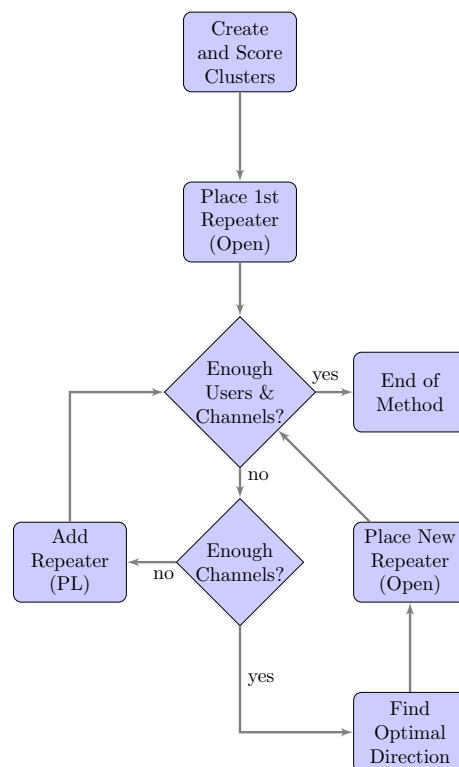 Create
and Score
Clusters
Place 1st
Repeater
(Open)
Enough
Users &
Channels?
yes
End of
Method
no
Enough
Channels?
no
Add
Repeater
(PL)
Place New
Repeater
(Open)
yes
Find
Optimal
Direction